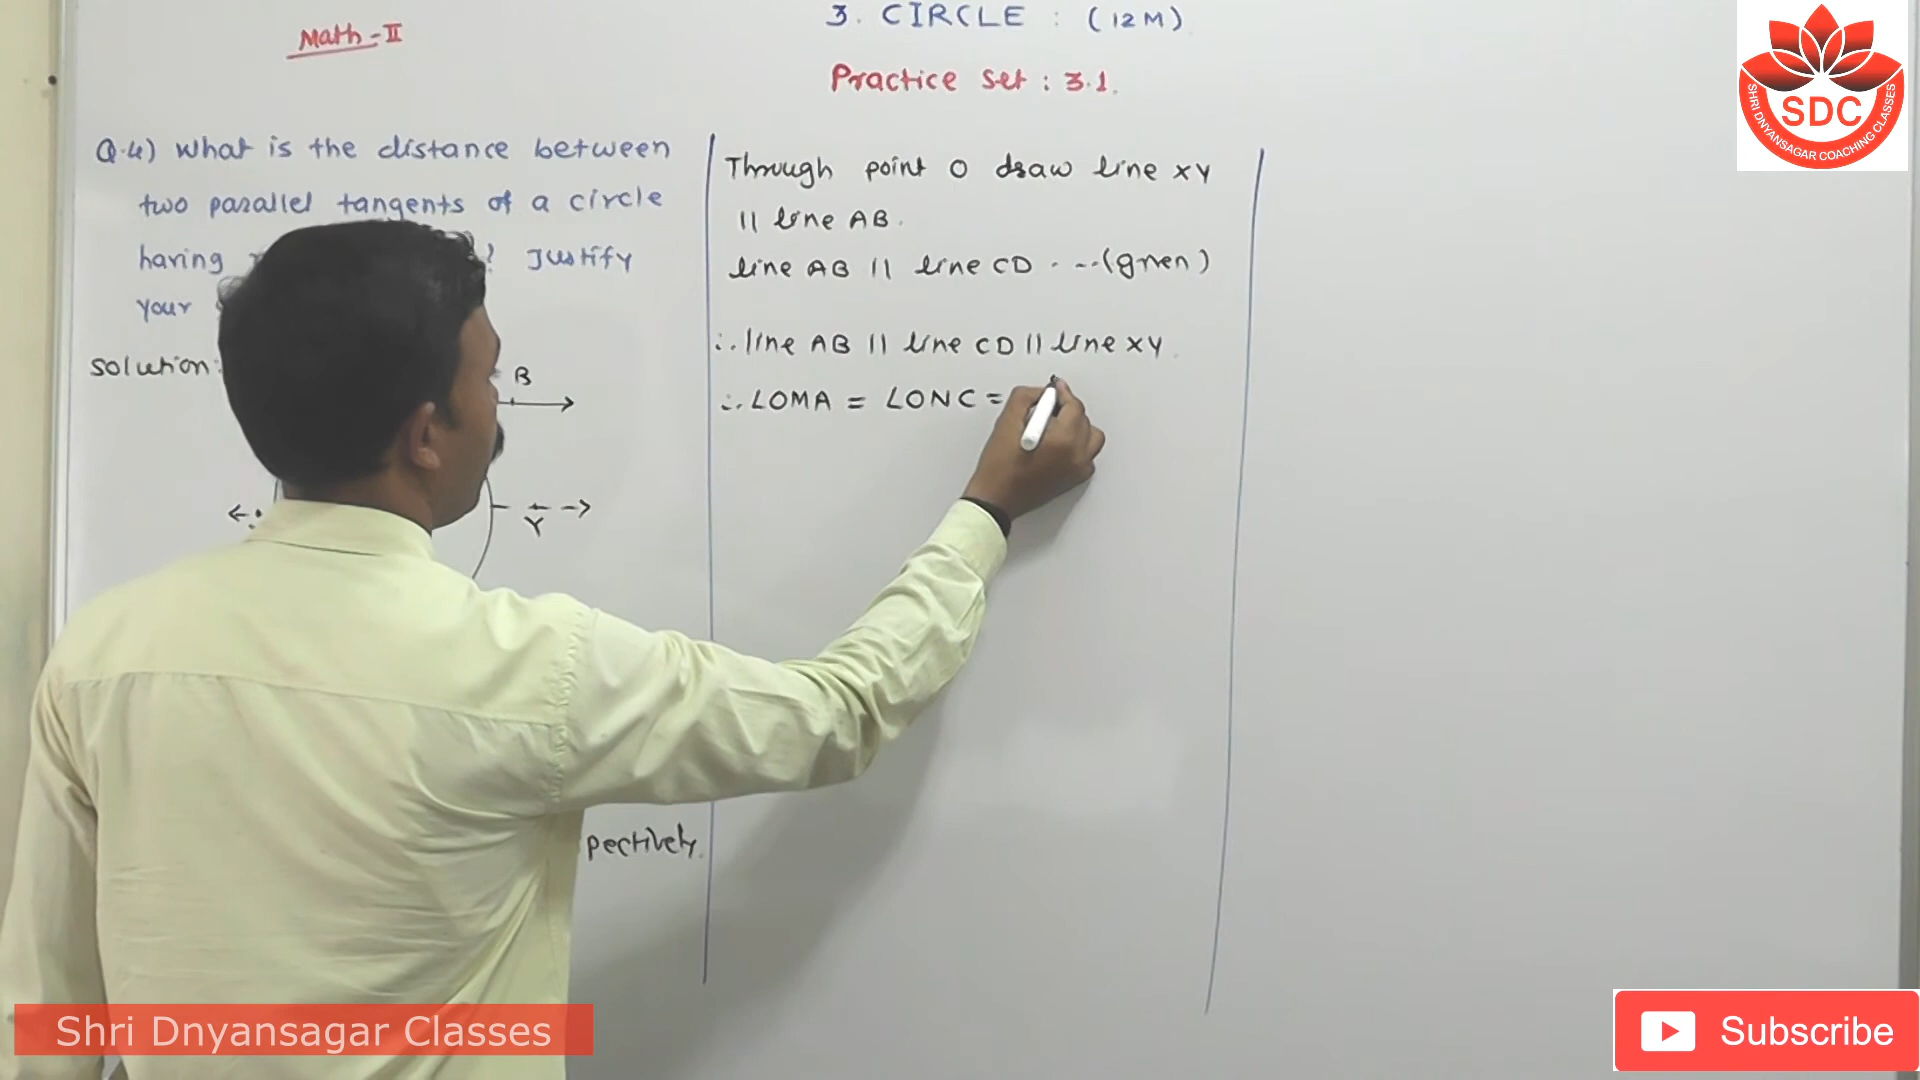 Math-II
3. CIRCLE : (12M)
Practice Set : 3.1.
Q.4) What is the distance between
two parallel tangents of a circle
having ? Justify
your
Solution:
B
Y
pectively.
Through point O draw line XY
|| line AB.
line AB || line CD ---(given)
∴ line AB || line CD || line XY.
∴ ∠OMA = ∠ONC =
SDC
SHRI DNYANSAGAR COACHING CLASSES
Shri Dnyansagar Classes
Subscribe